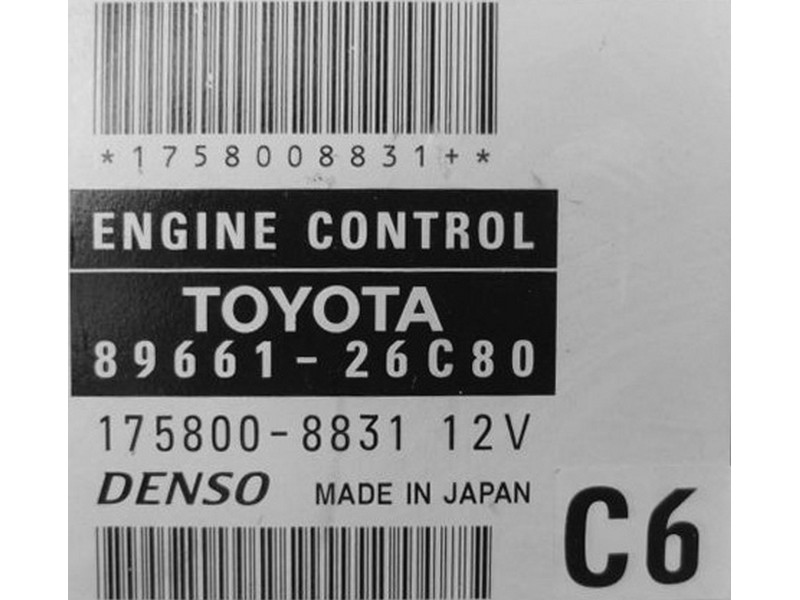 *1758008831+*
ENGINE CONTROL
TOYOTA
89661-26C80
175800-8831 12V
DENSO MADE IN JAPAN
C6